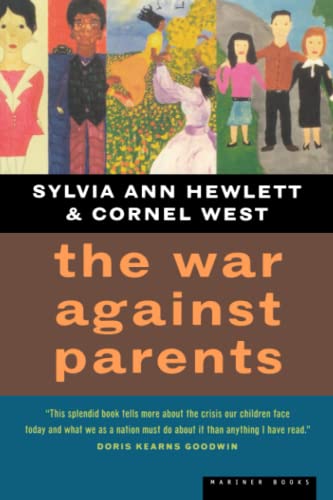 SYLVIA ANN HEWLETT
& CORNEL WEST
the war
against
parents
"This splendid book tells more about the crisis our children face
today and what we as a nation must do about it than anything I have read."
DORIS KEARNS GOODWIN
MARINER BOOKS